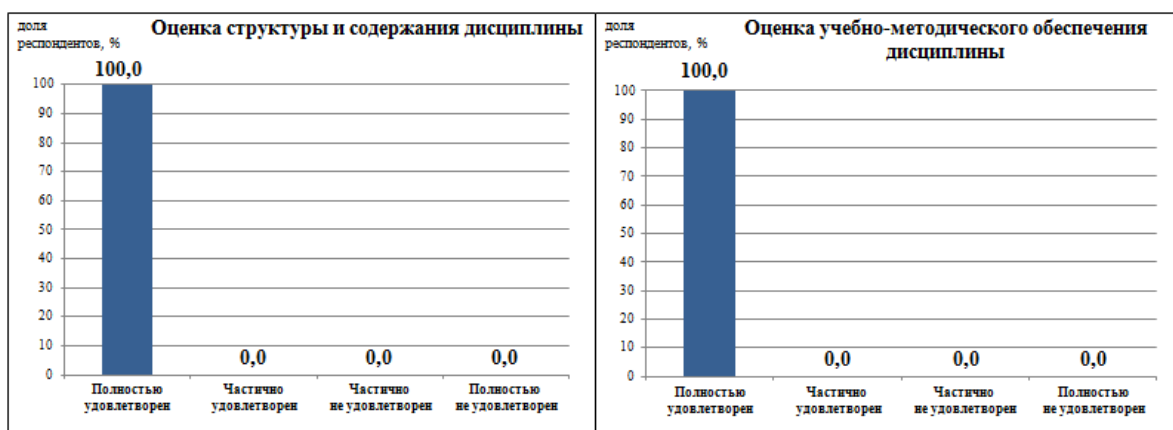 доля
респондентов, %
Оценка структуры и содержания дисциплины
100,0
100
90
80
70
60
50
40
30
20
10
0
0,0
0,0
0,0
Полностью
удовлетворен
Частично
удовлетворен
Частично
не удовлетворен
Полностью
не удовлетворен
доля
респондентов, %
Оценка учебно-методического обеспечения
дисциплины
100,0
100
90
80
70
60
50
40
30
20
10
0
0,0
0,0
0,0
Полностью
удовлетворен
Частично
удовлетворен
Частично
не удовлетворен
Полностью
не удовлетворен